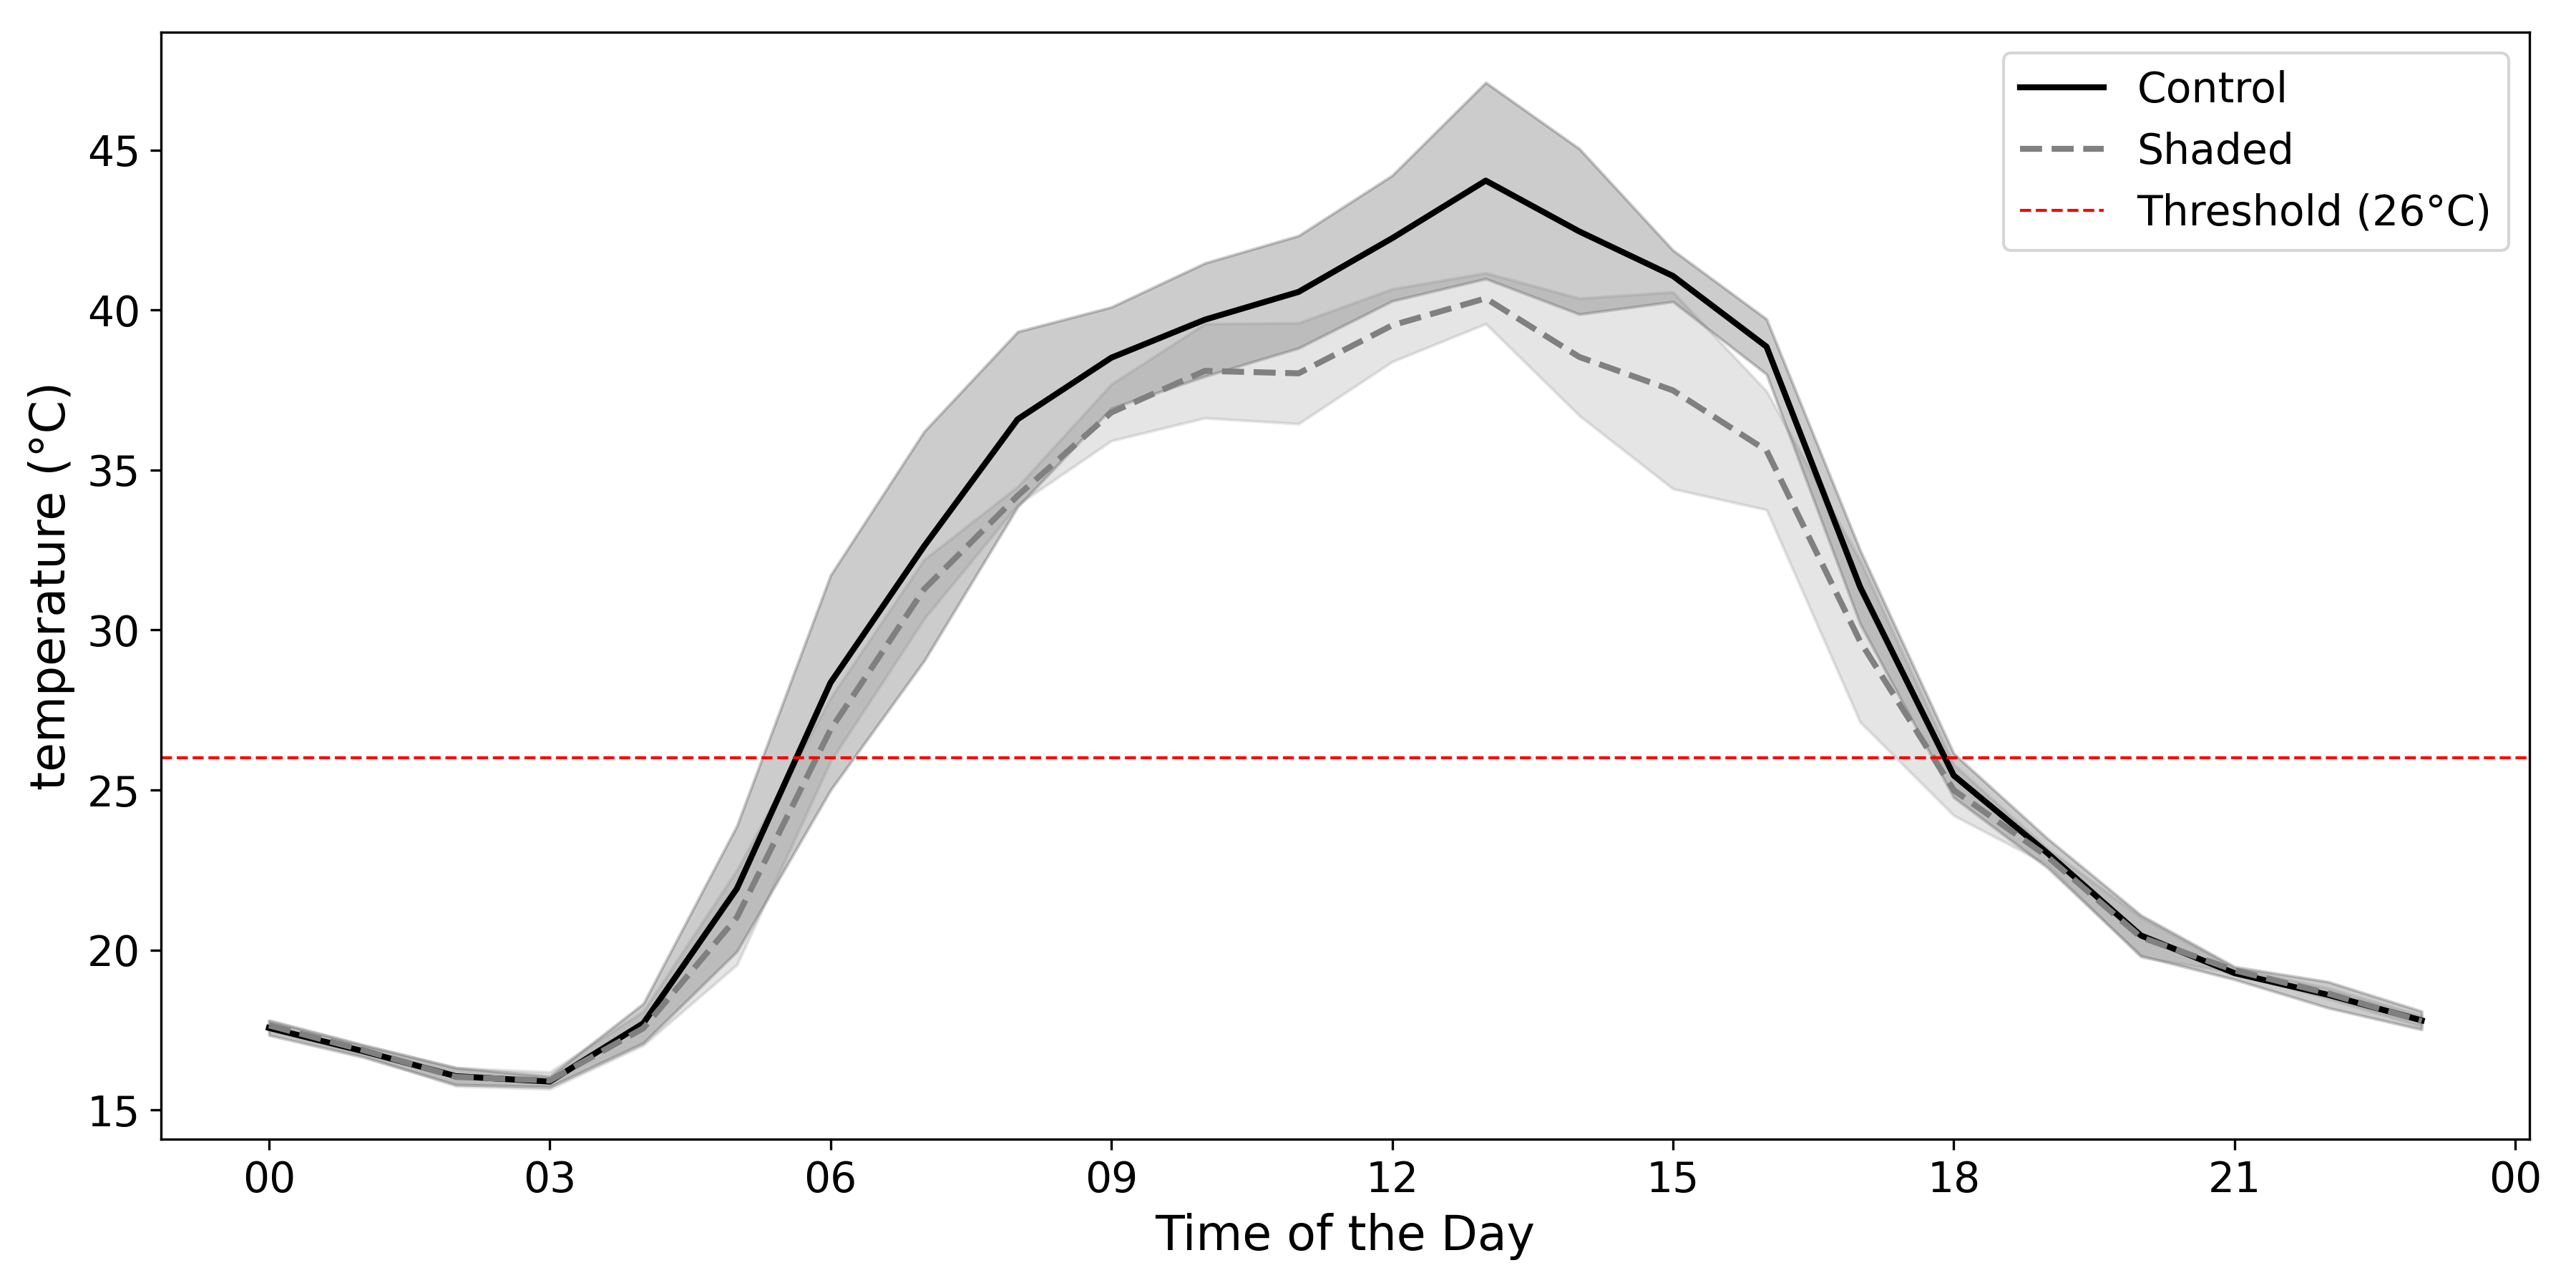 Control
Shaded
Threshold (26°C)
temperature (°C)
45
40
35
30
25
20
15
00 03 06 09 12 15 18 21 00
Time of the Day